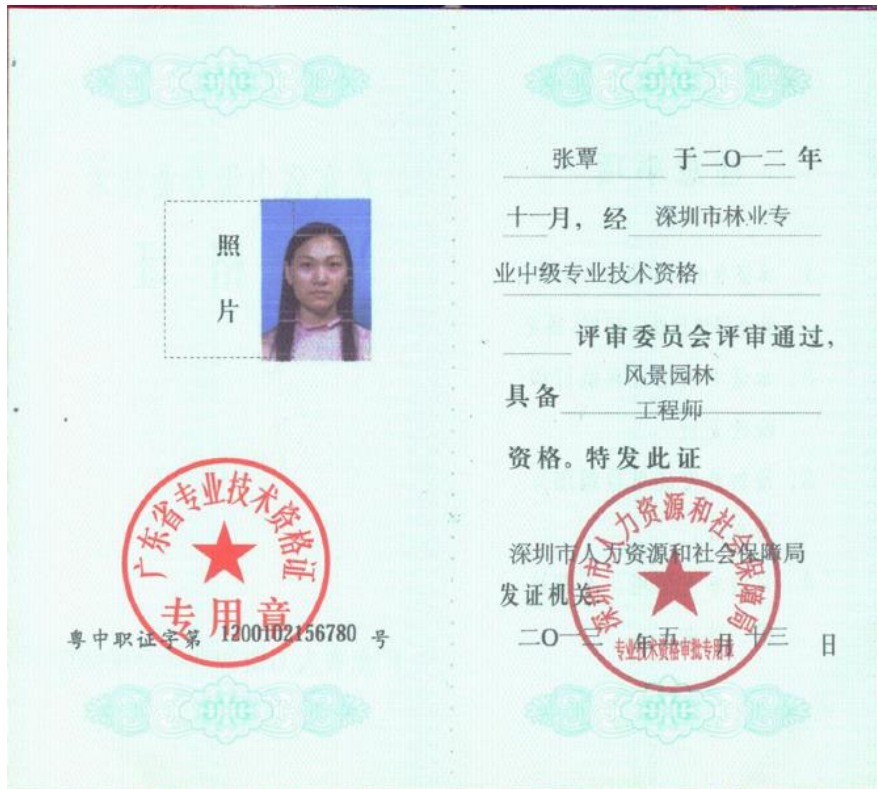 照
片
广东省专业技术资格证
专用章
粤中职证字第 1200102156780 号
张覃 于二〇一二 年
十一月，经 深圳市林业专
业中级专业技术资格
评审委员会评审通过，
风景园林
具备
工程师
资格。特发此证
深圳市人力资源和社会保障局
深圳市人力资源和社会保障局
发证机关
二〇一三 年 五 月 十三 日
专业技术资格审批专用章